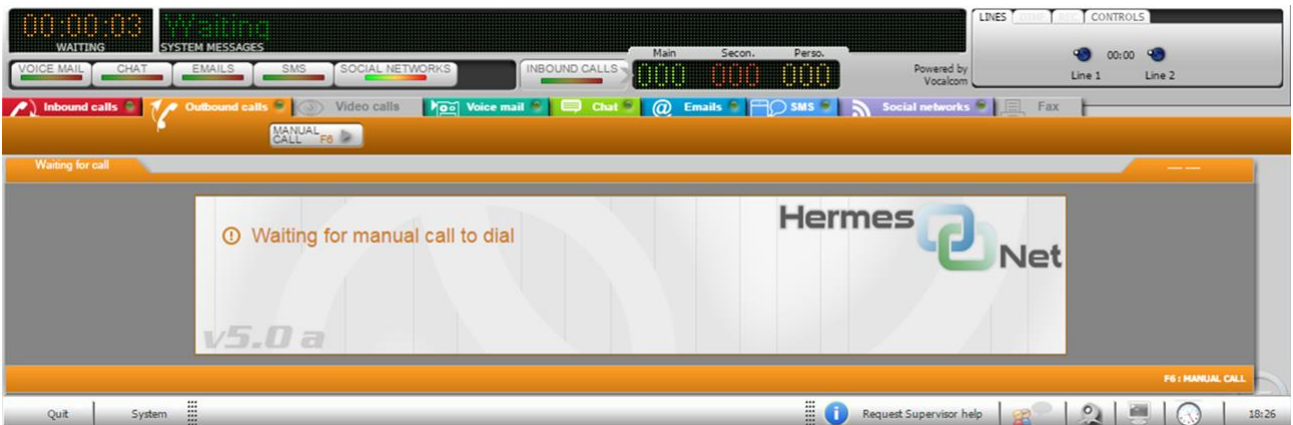 00:00:03
WAITING
Waiting
SYSTEM MESSAGES
LINES
CONTROLS
00:00
Line 1
Line 2
VOICE MAIL
CHAT
EMAILS
SMS
SOCIAL NETWORKS
INBOUND CALLS
Main
Secon.
Perso.
000
000
000
Powered by
Vocalcom
Inbound calls
Outbound calls
Video calls
Voice mail
Chat
Emails
SMS
Social networks
Fax
MANUAL
CALL F6
Waiting for call
Waiting for manual call to dial
Hermes
Net
v5.0 a
F6 : MANUAL CALL
Quit
System
Request Supervisor help
18:26